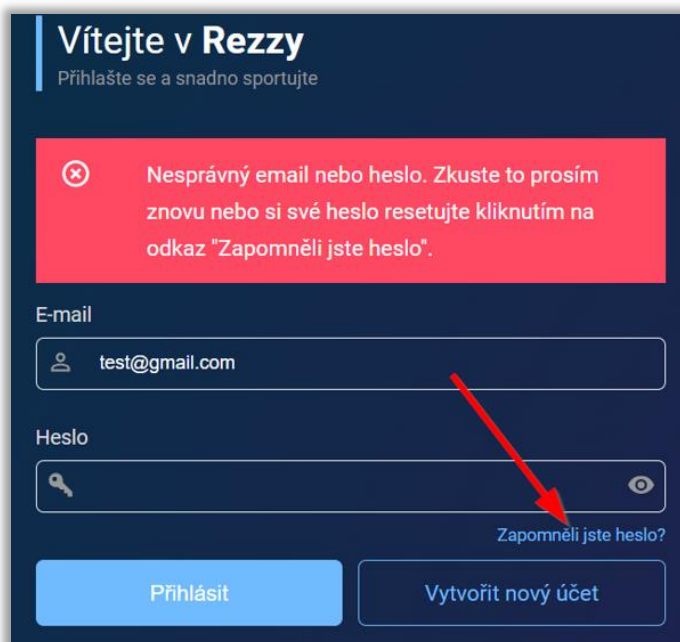 Vítejte v Rezzy
Přihlašte se a snadno sportujte
Nesprávný email nebo heslo. Zkuste to prosím
znovu nebo si své heslo resetujte kliknutím na
odkaz "Zapomněli jste heslo".
E-mail
test@gmail.com
Heslo
Zapomněli jste heslo?
Přihlásit
Vytvořit nový účet